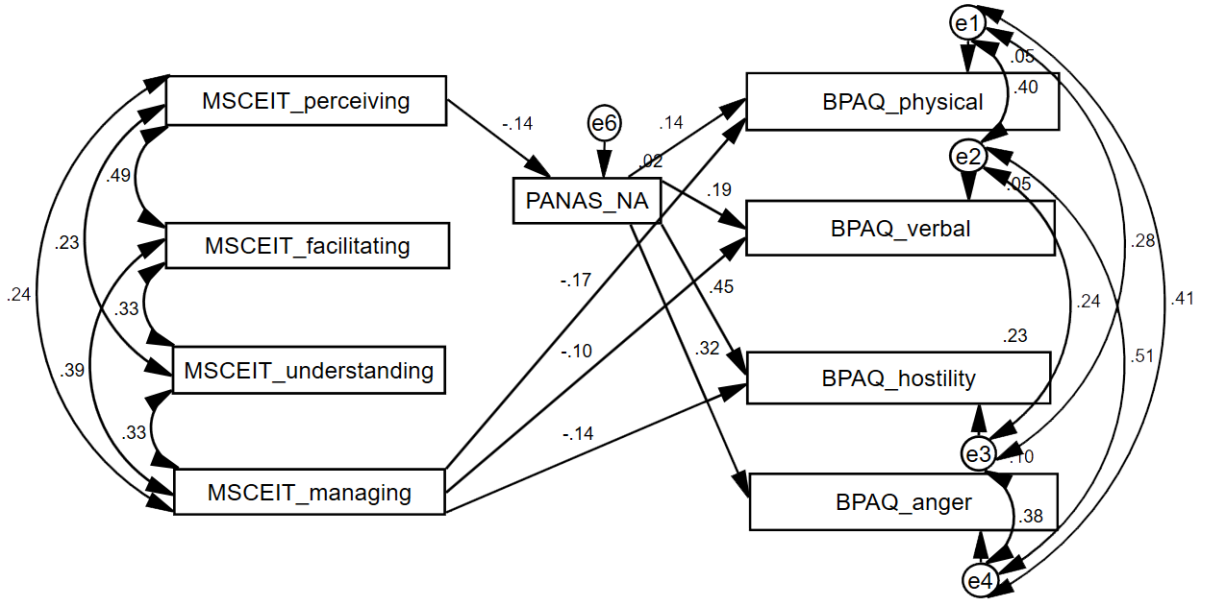 e1
.05
MSCEIT_perceiving
BPAQ_physical
.40
-.14
e6
.14
e2
.02
.49
.19
.05
PANAS_NA
BPAQ_verbal
.23
MSCEIT_facilitating
.28
-.17
.45
.24
.41
.24
.33
.23
-.10
.32
.51
.39
MSCEIT_understanding
BPAQ_hostility
.33
-.14
e3
.10
MSCEIT_managing
BPAQ_anger
.38
e4